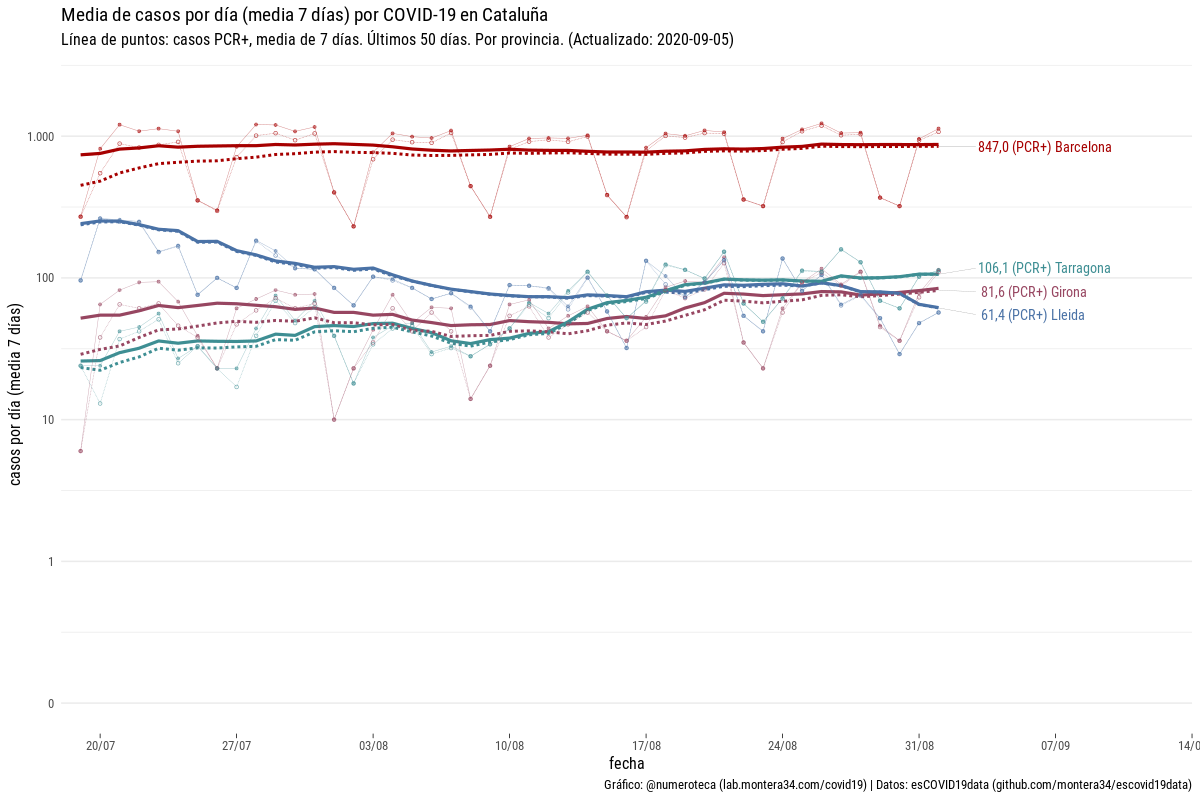 Media de casos por día (media 7 días) por COVID-19 en Cataluña
Línea de puntos: casos PCR+, media de 7 días. Últimos 50 días. Por provincia. (Actualizado: 2020-09-05)
casos por día (media 7 días)
1.000
100
10
1
0
847,0 (PCR+) Barcelona
106,1 (PCR+) Tarragona
81,6 (PCR+) Girona
61,4 (PCR+) Lleida
20/07 27/07 03/08 10/08 17/08 24/08 31/08 07/09 14/0
fecha
Gráfico: @numeroteca (lab.montera34.com/covid19) | Datos: esCOVID19data (github.com/montera34/escovid19data)